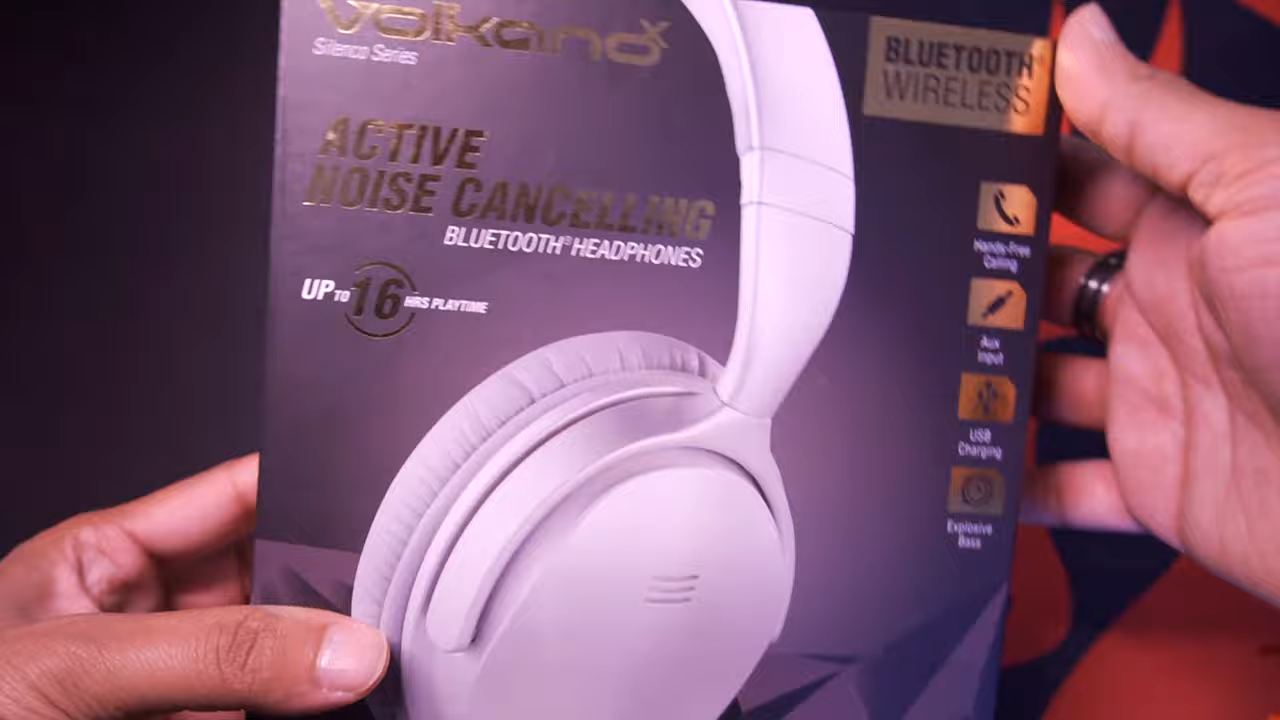 VolkanoX
Silenco Series
ACTIVE
NOISE CANCELLING
BLUETOOTH® HEADPHONES
UP TO 16 HRS PLAYTIME
BLUETOOTH®
WIRELESS
Hands-Free
Calling
Aux
Input
USB
Charging
Explosive
Bass